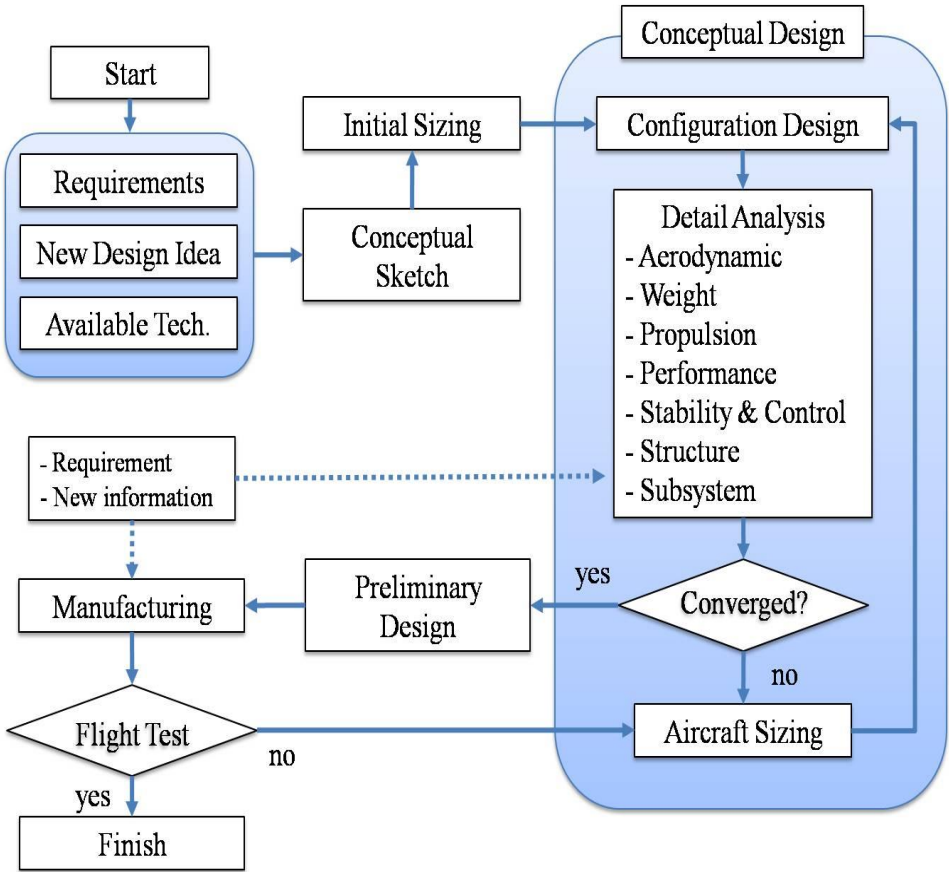 Start
Requirements
New Design Idea
Available Tech.
Conceptual
Sketch
Initial Sizing
Conceptual Design
Configuration Design
Detail Analysis
- Aerodynamic
- Weight
- Propulsion
- Performance
- Stability & Control
- Structure
- Subsystem
Converged?
yes
no
Aircraft Sizing
Preliminary
Design
- Requirement
- New information
Manufacturing
Flight Test
no
yes
Finish